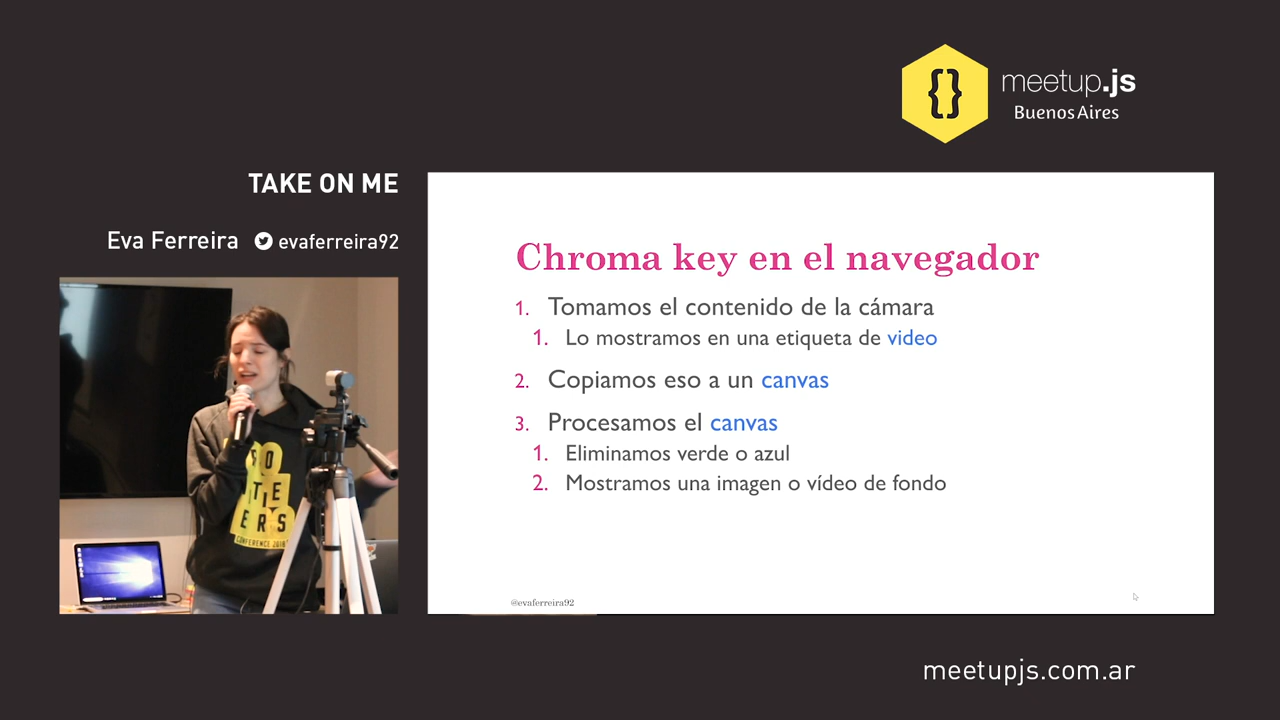 {}
meetup.js
Buenos Aires
TAKE ON ME
Eva Ferreira evaferreira92
Chroma key en el navegador
1. Tomamos el contenido de la cámara
1. Lo mostramos en una etiqueta de video
2. Copiamos eso a un canvas
3. Procesamos el canvas
1. Eliminamos verde o azul
2. Mostramos una imagen o vídeo de fondo
@evaferreira92
CONFERENCE 2018
meetupjs.com.ar